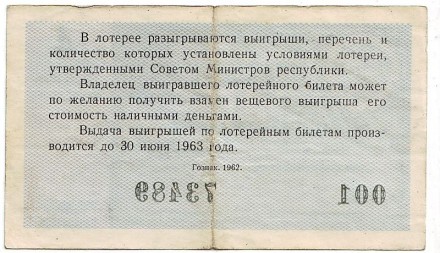 В лотерее разыгрываются выигрыши, перечень и
количество которых установлены условиями лотереи,
утвержденными Советом Министров республики.
Владелец выигравшего лотерейного билета может
по желанию получить взамен вещевого выигрыша его
стоимость наличными деньгами.
Выдача выигрышей по лотерейным билетам произ-
водится до 30 июня 1963 года.
Гознак. 1962.
73489 001